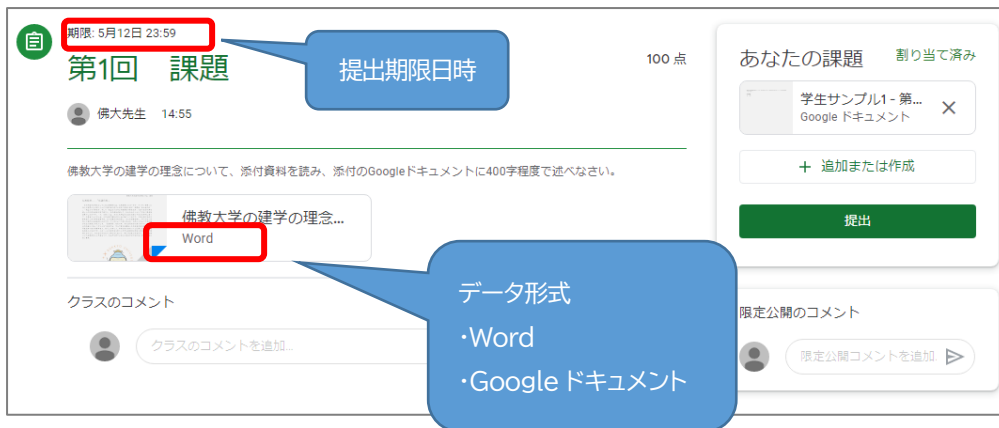 期限: 5月12日 23:59
第1回 課題
100 点
佛大先生 14:55
提出期限日時
佛教大学の建学の理念について、添付資料を読み、添付のGoogleドキュメントに400字程度で述べなさい。
佛教大学の建学の理念...
Word
データ形式
・Word
・Google ドキュメント
クラスのコメント
クラスのコメントを追加...
あなたの課題
割り当て済み
学生サンプル1 - 第...
Google ドキュメント
+ 追加または作成
提出
限定公開のコメント
限定公開コメントを追加